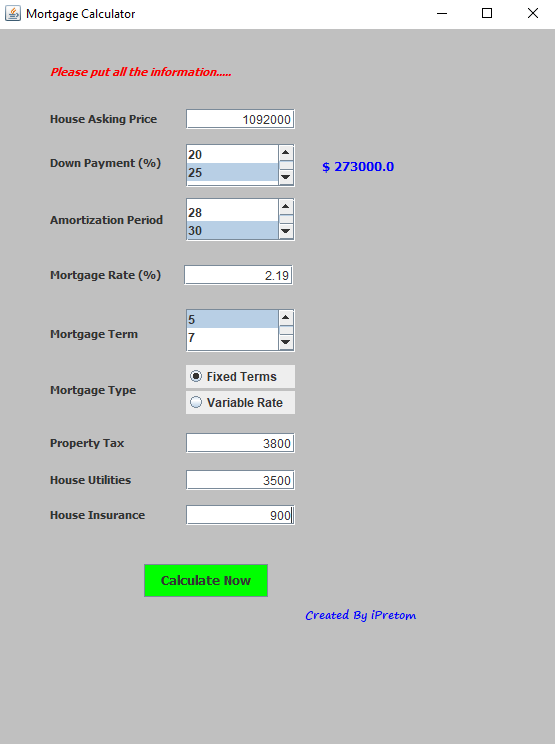 Mortgage Calculator
Please put all the information.....
House Asking Price 1092000
20
Down Payment (%) 25 $ 273000.0
28
Amortization Period 30
Mortgage Rate (%) 2.19
5
Mortgage Term 7
Fixed Terms
Mortgage Type
Variable Rate
Property Tax 3800
House Utilities 3500
House Insurance 900
Calculate Now
Created By iPretom